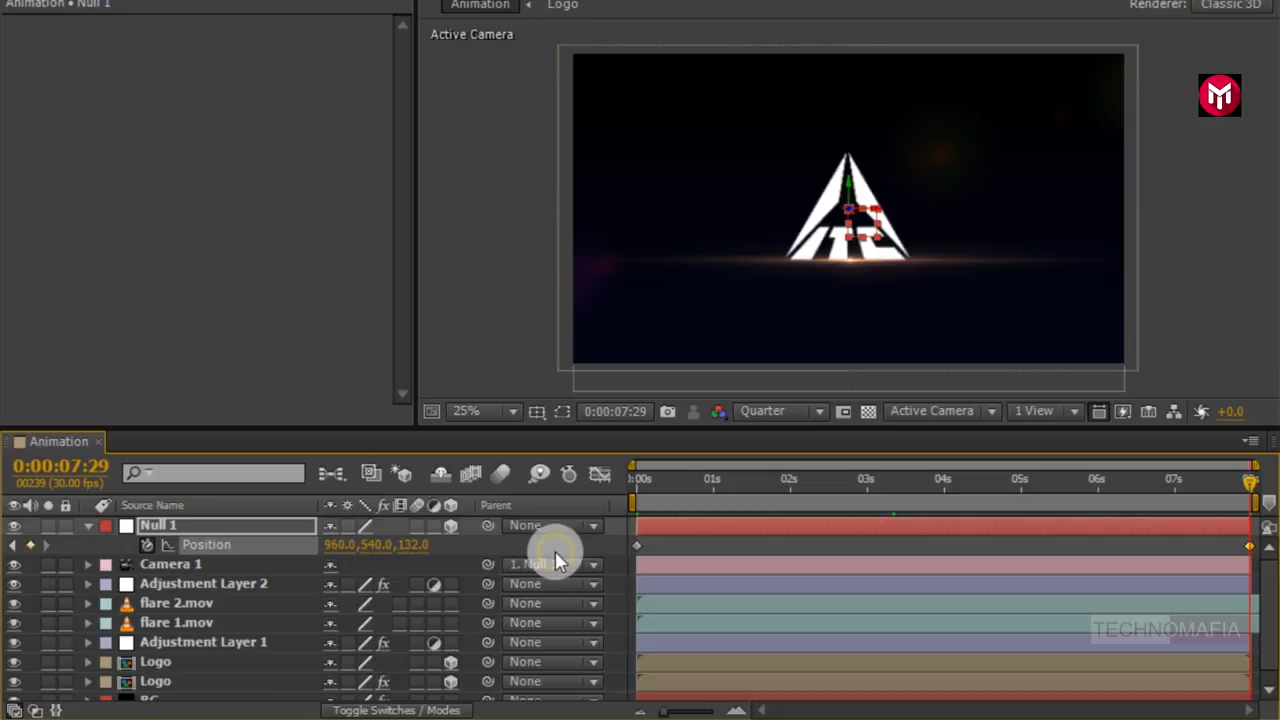 Animation • Null 1
Animation Logo
Renderer: Classic 3D
Active Camera
ITC
25% 0:00:07:29 Quarter Active Camera 1 View +0.0
Animation
0:00:07:29
00239 (30.00 fps)
:00s 01s 02s 03s 04s 05s 06s 07s
Source Name Parent
Null 1 None
Position 960.0,540.0,132.0
Camera 1 1. Null
Adjustment Layer 2 None
flare 2.mov None
flare 1.mov None
TECHNOMAFIA
Adjustment Layer 1 None
Logo None
Logo None
BG
Toggle Switches / Modes